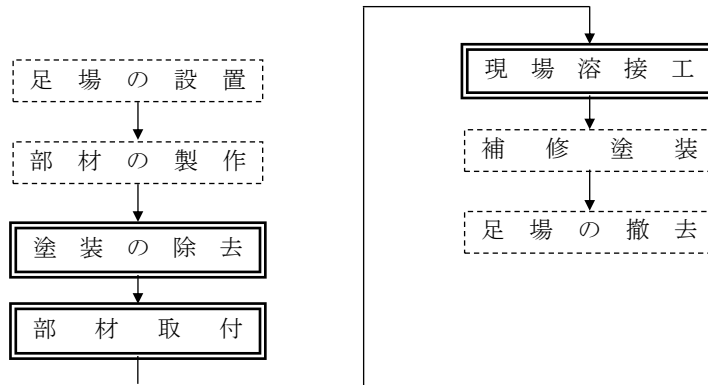 足場の設置
部材の製作
塗装の除去
部材取付
現場溶接工
補修塗装
足場の撤去